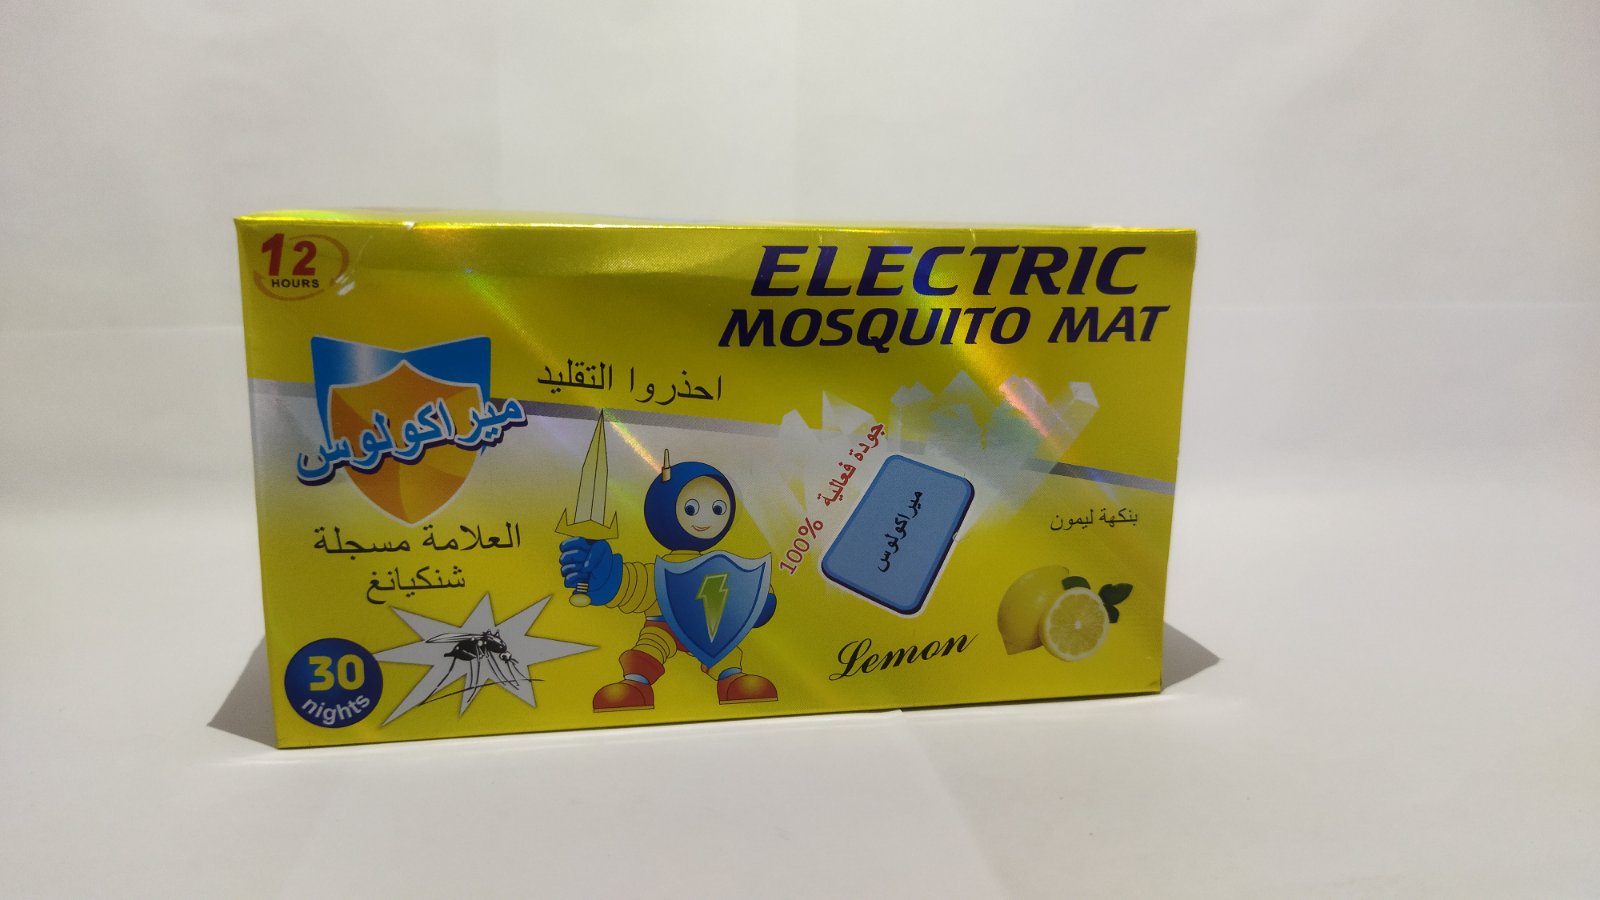 12
HOURS
ELECTRIC
MOSQUITO MAT
احذروا التقليد
ميراكولوس
العلامة مسجلة
شنكيانغ
30
nights
جودة فعالية 100%
ميراكولوس
بنكهة ليمون
Lemon